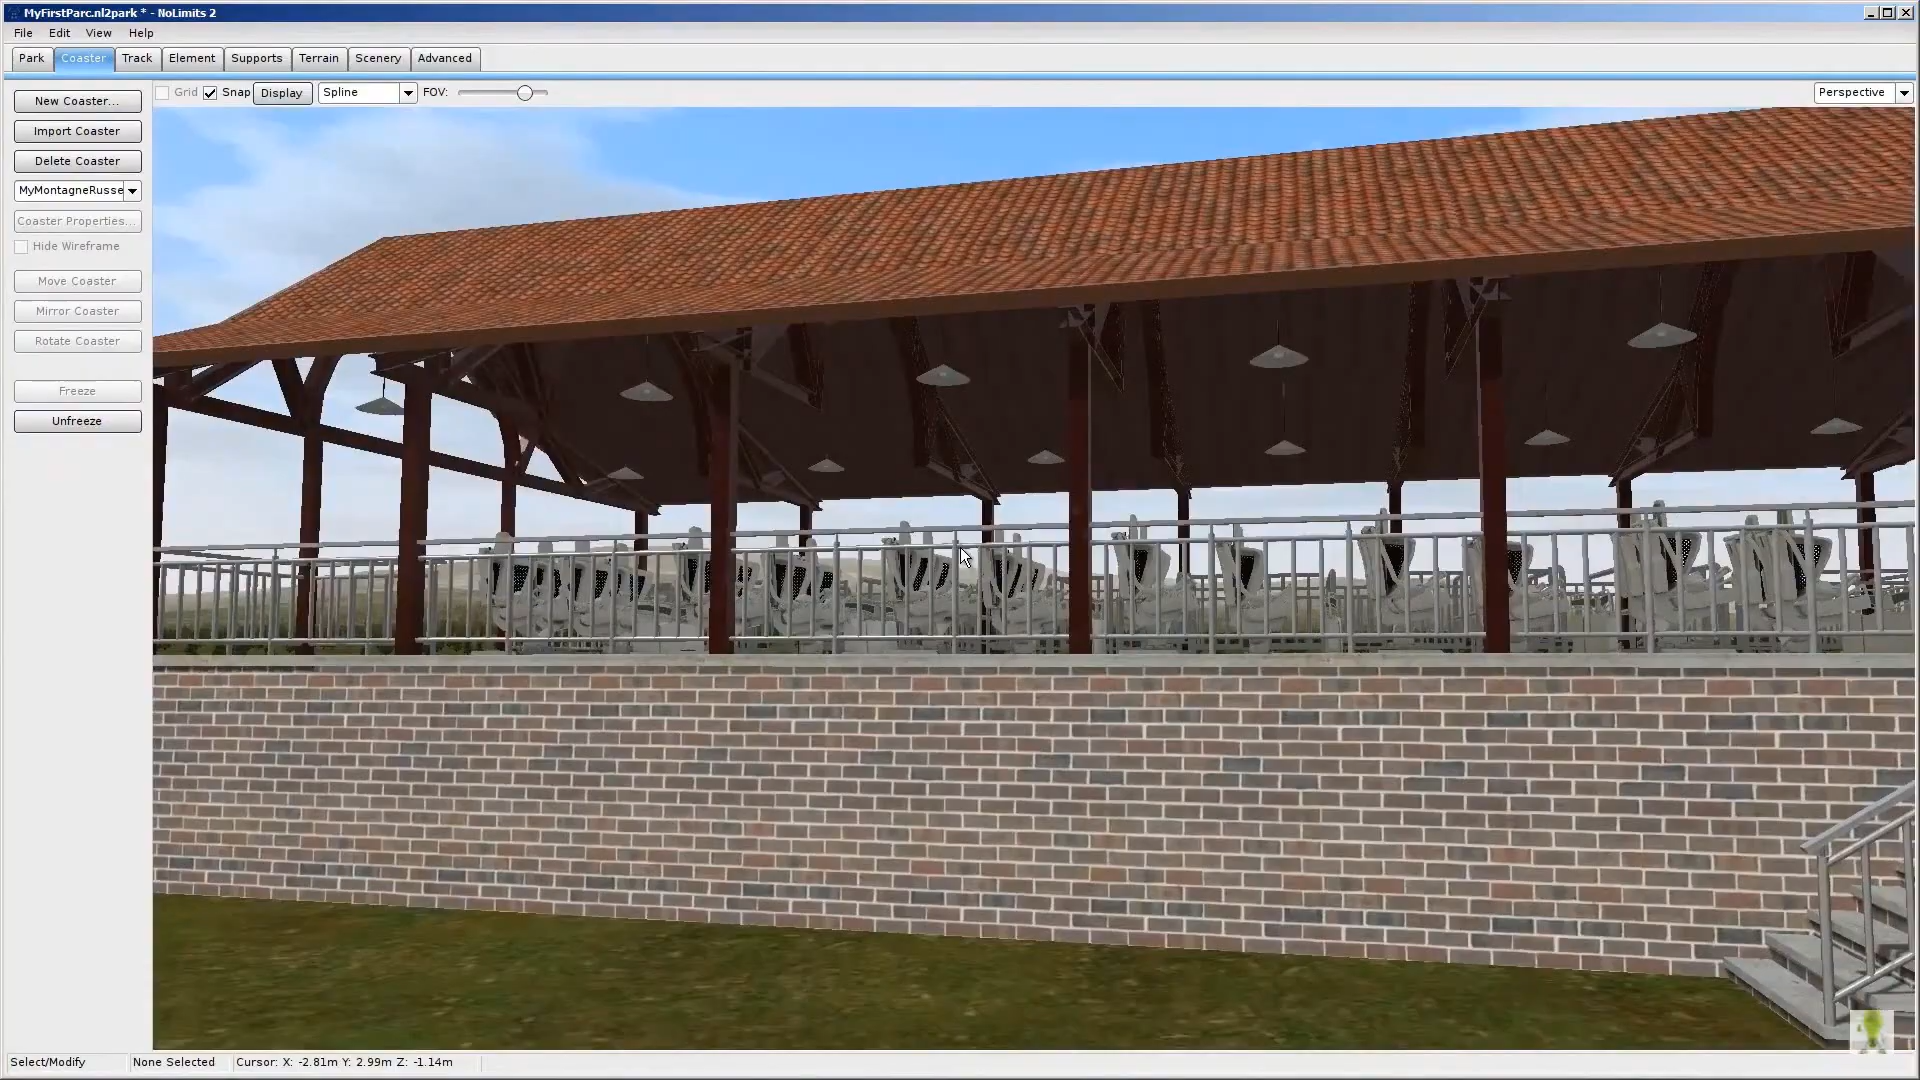 MyFirstParc.nl2park * - NoLimits 2
File Edit View Help
Park Coaster Track Element Supports Terrain Scenery Advanced
Grid Snap Display Spline FOV: Perspective
New Coaster...
Import Coaster
Delete Coaster
MyMontagneRusse
Coaster Properties...
Hide Wireframe
Move Coaster
Mirror Coaster
Rotate Coaster
Freeze
Unfreeze
Select/Modify None Selected Cursor: X: -2.81m Y: 2.99m Z: -1.14m